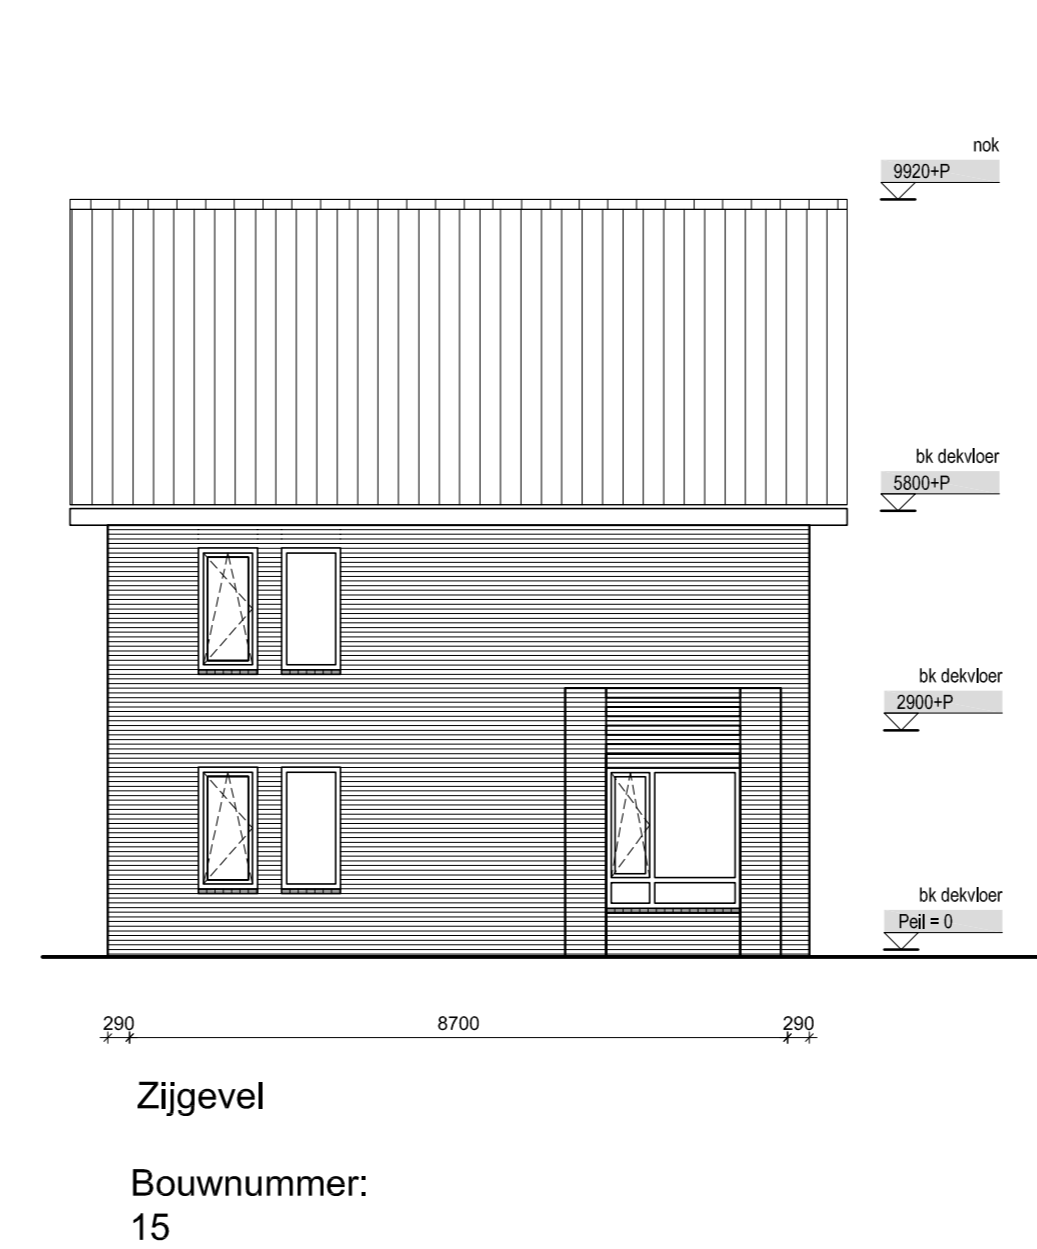 nok
9920+P
bk dekvloer
5800+P
bk dekvloer
2900+P
bk dekvloer
Peil = 0
290 8700 290
Zijgevel
Bouwnummer:
15